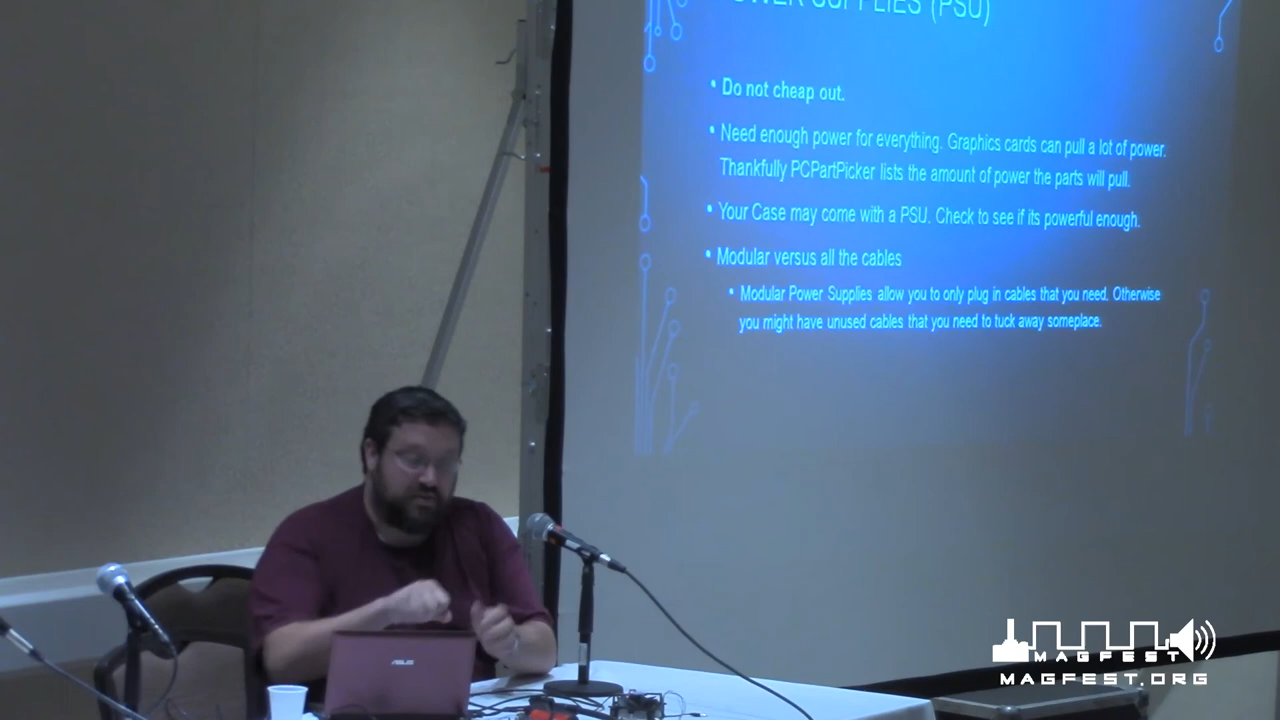 POWER SUPPLIES (PSU)
• Do not cheap out.
• Need enough power for everything. Graphics cards can pull a lot of power.
Thankfully PCPartPicker lists the amount of power the parts will pull.
• Your Case may come with a PSU. Check to see if its powerful enough.
• Modular versus all the cables
• Modular Power Supplies allow you to only plug in cables that you need. Otherwise
you might have unused cables that you need to tuck away someplace.
ASUS
MAGFEST
MAGFEST.ORG